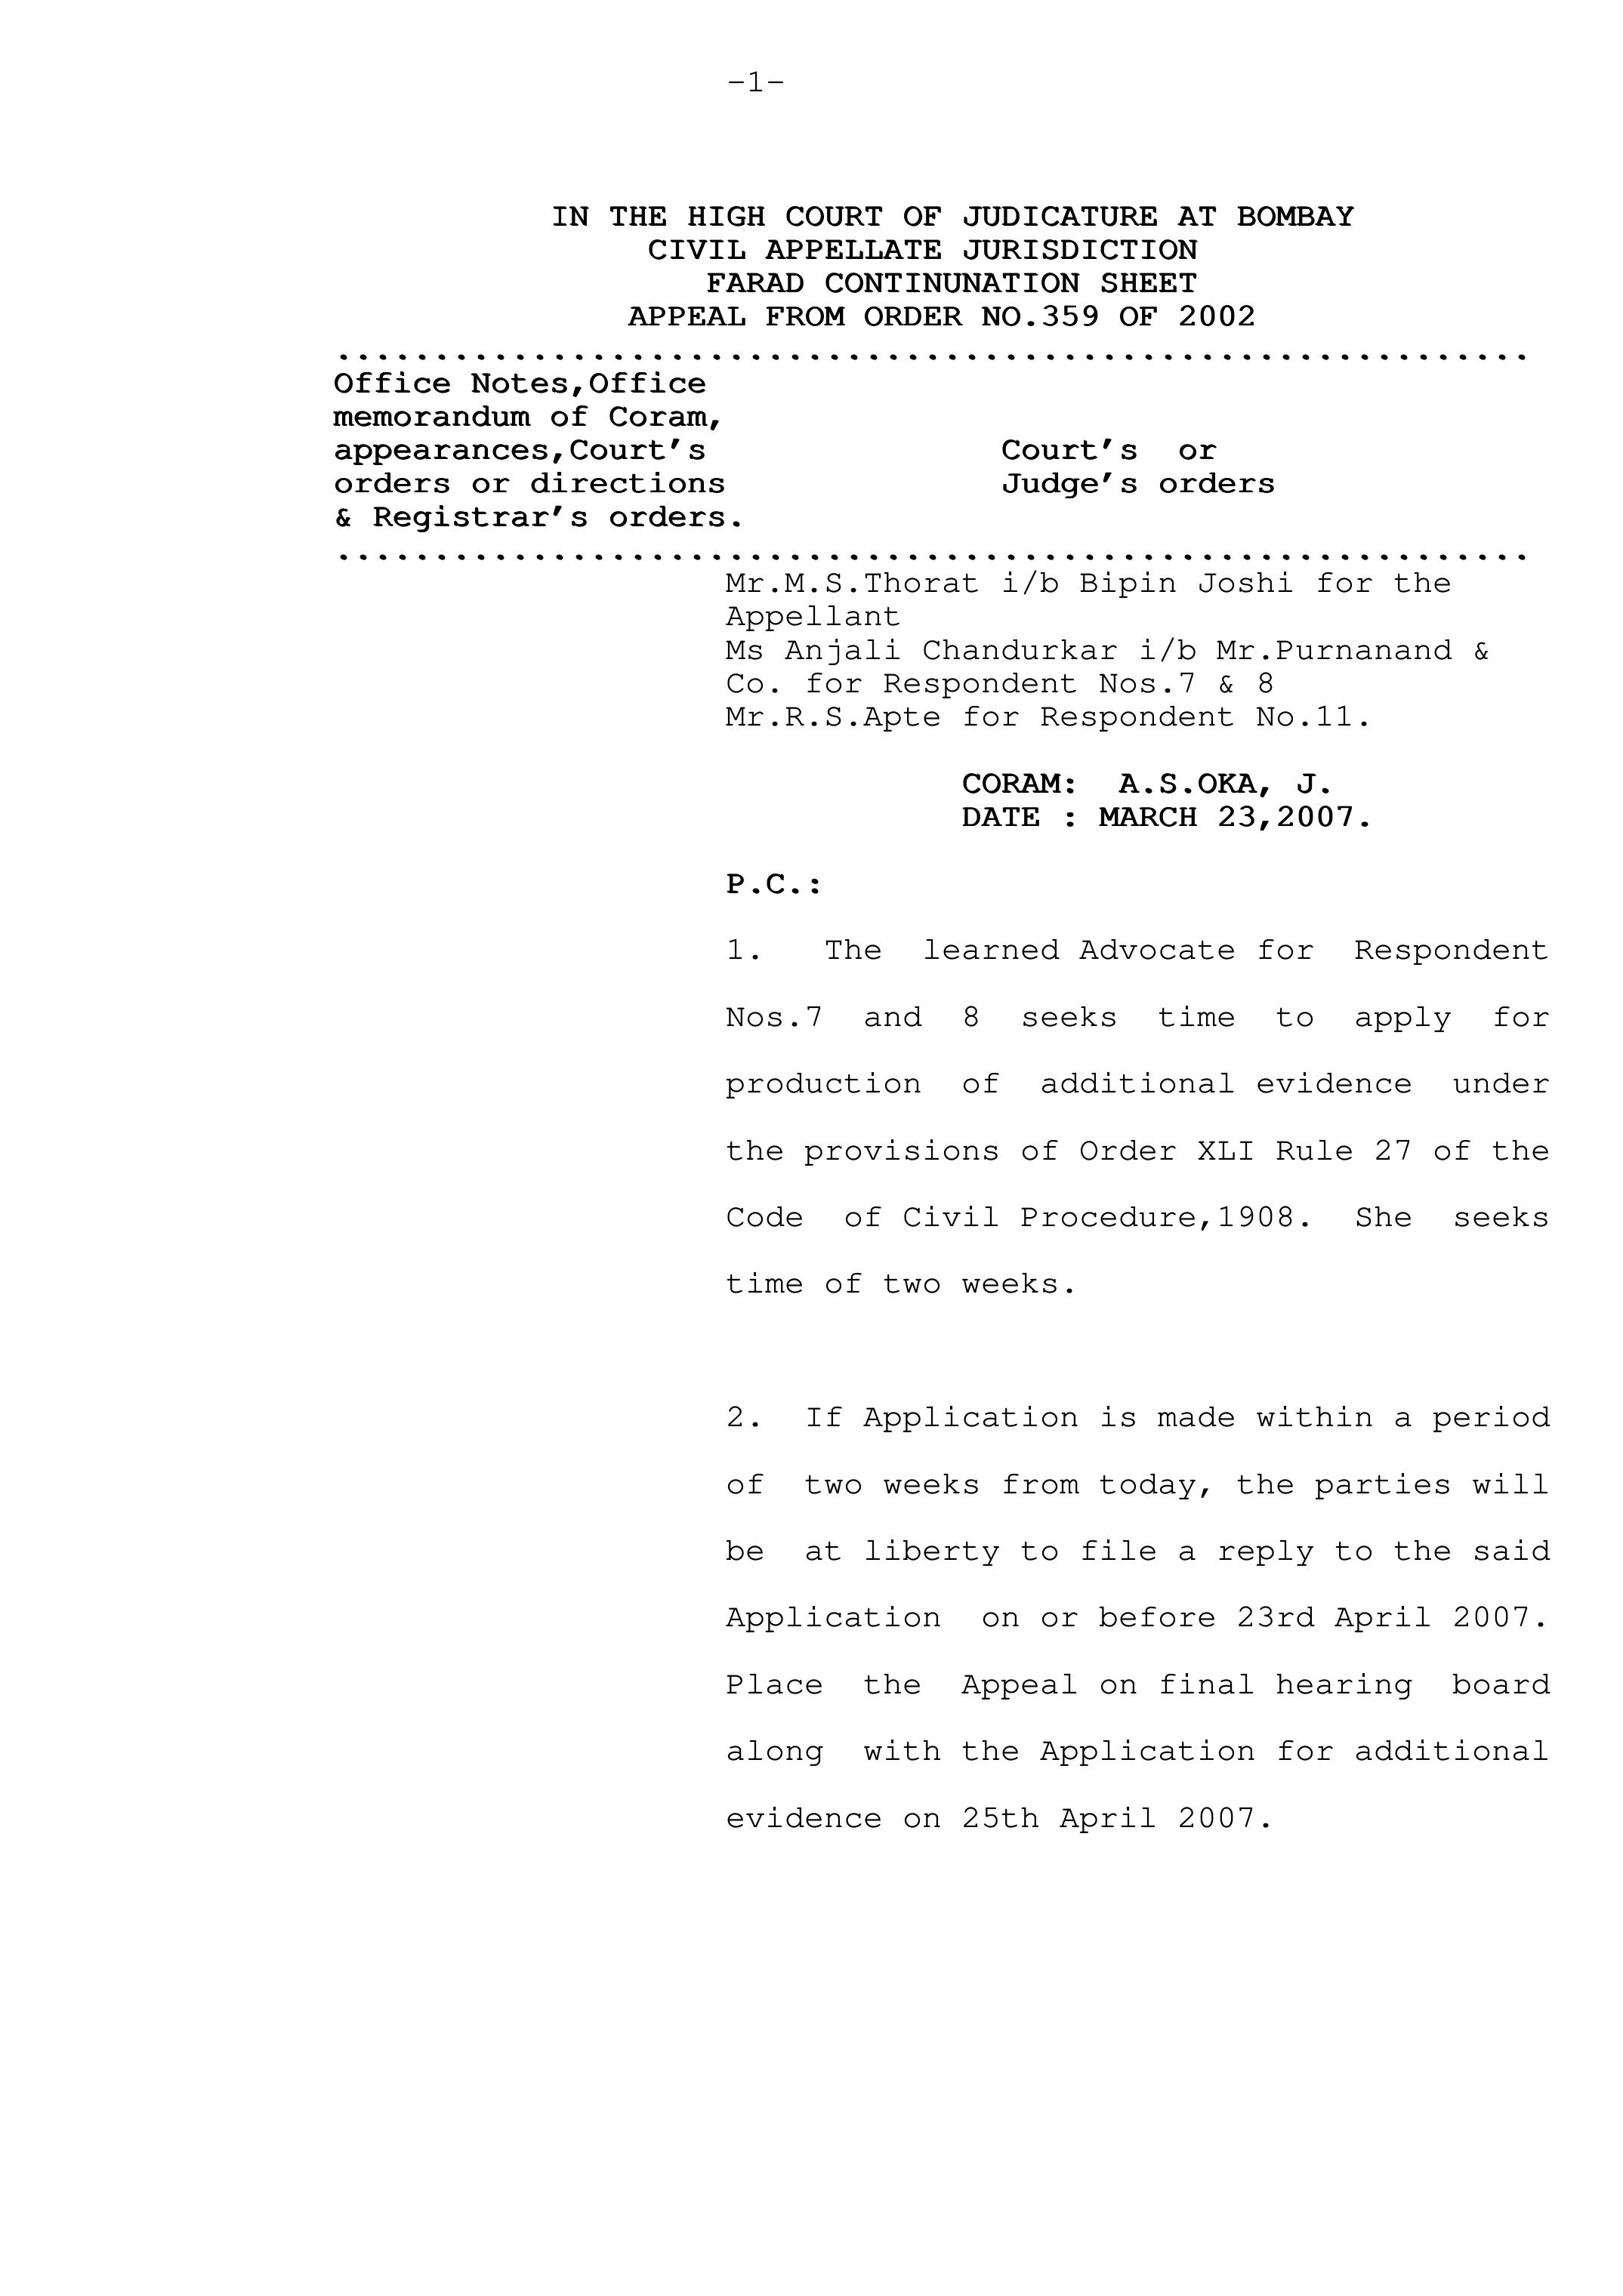 -1-
IN THE HIGH COURT OF JUDICATURE AT BOMBAY
CIVIL APPELLATE JURISDICTION
FARAD CONTINUNATION SHEET
APPEAL FROM ORDER NO.359 OF 2002
.............................................................
Office Notes,Office
memorandum of Coram,
appearances,Court's Court's or
orders or directions Judge's orders
& Registrar's orders.
.............................................................
Mr.M.S.Thorat i/b Bipin Joshi for the
Appellant
Ms Anjali Chandurkar i/b Mr.Purnanand &
Co. for Respondent Nos.7 & 8
Mr.R.S.Apte for Respondent No.11.
CORAM: A.S.OKA, J.
DATE : MARCH 23,2007.
P.C.:
1. The learned Advocate for Respondent
Nos.7 and 8 seeks time to apply for
production of additional evidence under
the provisions of Order XLI Rule 27 of the
Code of Civil Procedure,1908. She seeks
time of two weeks.
2. If Application is made within a period
of two weeks from today, the parties will
be at liberty to file a reply to the said
Application on or before 23rd April 2007.
Place the Appeal on final hearing board
along with the Application for additional
evidence on 25th April 2007.